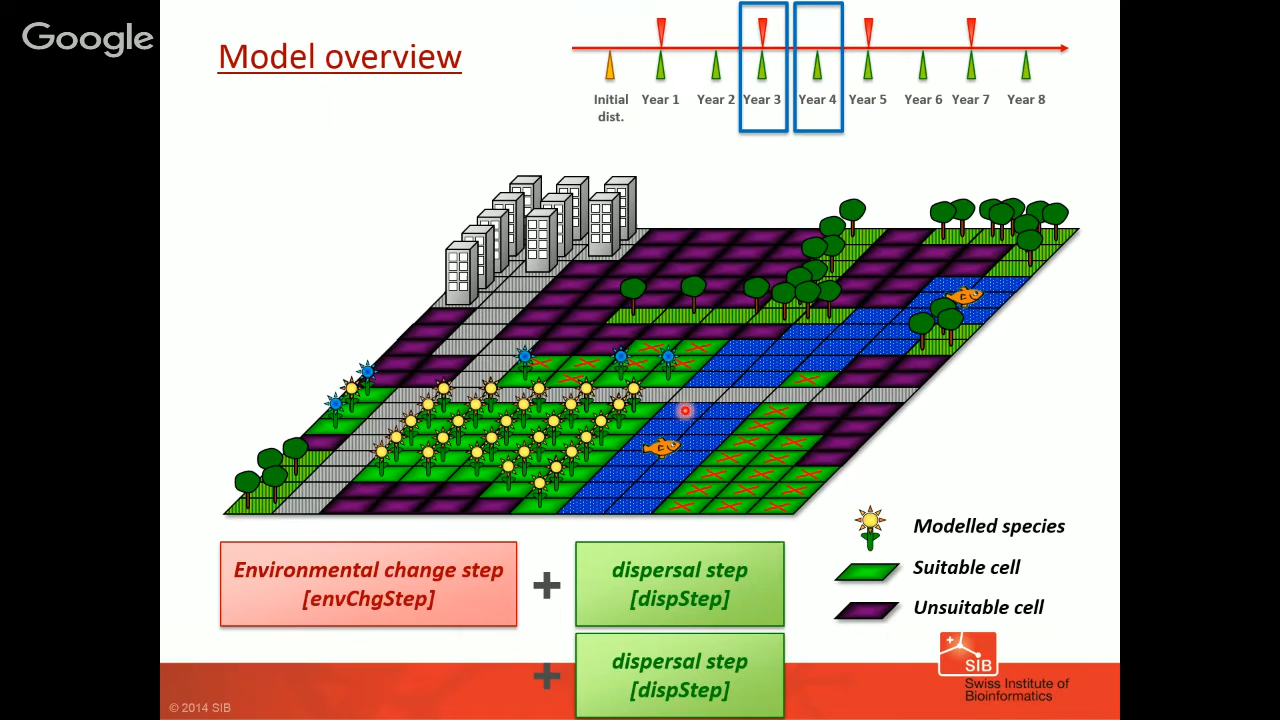 Google
Model overview
Initial dist.
Year 1
Year 2
Year 3
Year 4
Year 5
Year 6
Year 7
Year 8
Environmental change step
[envChgStep]
+
dispersal step
[dispStep]
+
dispersal step
[dispStep]
Modelled species
Suitable cell
Unsuitable cell
SIB
Swiss Institute of
Bioinformatics
© 2014 SIB